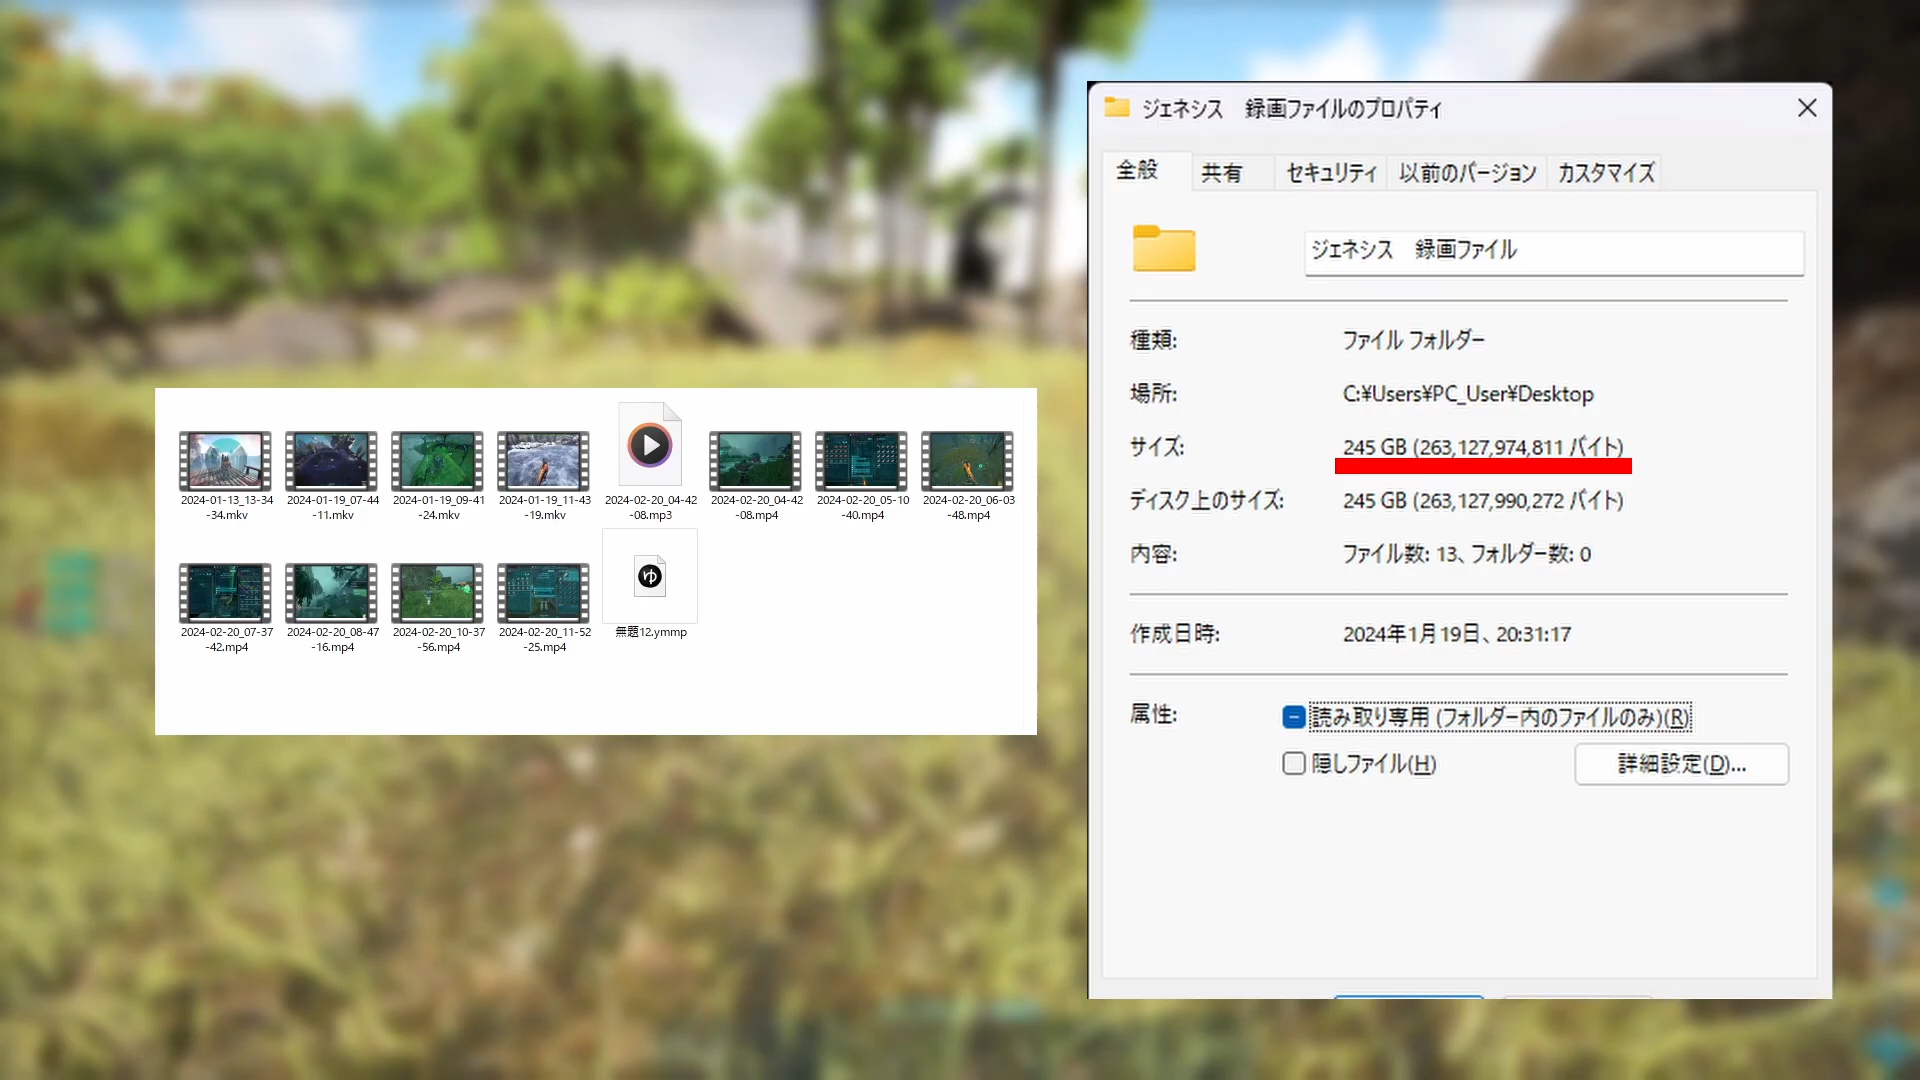 2024-01-13_13-34
-34.mkv
2024-01-19_07-44
-11.mkv
2024-01-19_09-41
-24.mkv
2024-01-19_11-43
-19.mkv
2024-02-20_04-42
-08.mp3
2024-02-20_04-42
-08.mp4
2024-02-20_05-10
-40.mp4
2024-02-20_06-03
-48.mp4
2024-02-20_07-37
-42.mp4
2024-02-20_08-47
-16.mp4
2024-02-20_10-37
-56.mp4
2024-02-20_11-52
-25.mp4
ゆ
無題12.ymmp
ジェネシス　録画ファイルのプロパティ
全般 共有 セキュリティ 以前のバージョン カスタマイズ
ジェネシス　録画ファイル
種類: ファイル フォルダー
場所: C:¥Users¥PC_User¥Desktop
サイズ: 245 GB (263,127,974,811 バイト)
ディスク上のサイズ: 245 GB (263,127,990,272 バイト)
内容: ファイル数: 13、フォルダー数: 0
作成日時: 2024年1月19日、20:31:17
属性: 読み取り専用 (フォルダー内のファイルのみ)(R)
隠しファイル(H) 詳細設定(D)...